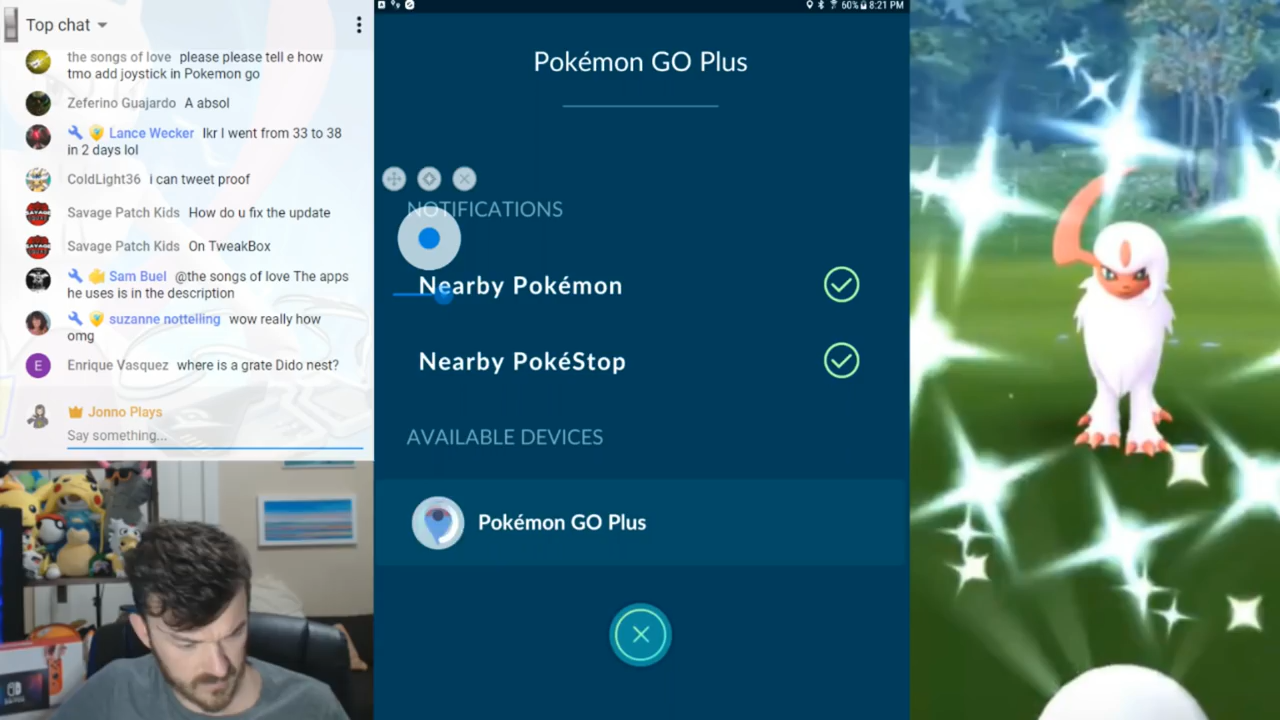 Top chat
the songs of love please please tell e how
tmo add joystick in Pokemon go
Zeferino Guajardo A absol
Lance Wecker Ikr I went from 33 to 38
in 2 days lol
ColdLight36 i can tweet proof
Savage Patch Kids How do u fix the update
Savage Patch Kids On TweakBox
Sam Buel @the songs of love The apps
he uses is in the description
suzanne nottelling wow really how
omg
E
Enrique Vasquez where is a grate Dido nest?
Jonno Plays
Say something...
60% 8:21 PM
Pokémon GO Plus
NOTIFICATIONS
Nearby Pokémon
Nearby PokéStop
AVAILABLE DEVICES
Pokémon GO Plus